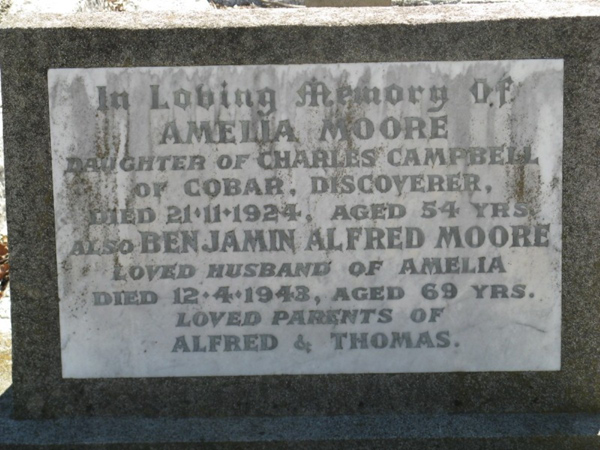 In Loving Memory Of
AMELIA MOORE
DAUGHTER OF CHARLES CAMPBELL
OF COBAR, DISCOVERER,
DIED 21·11·1924, AGED 54 YRS
ALSO BENJAMIN ALFRED MOORE
LOVED HUSBAND OF AMELIA
DIED 12·4·1943, AGED 69 YRS.
LOVED PARENTS OF
ALFRED & THOMAS.